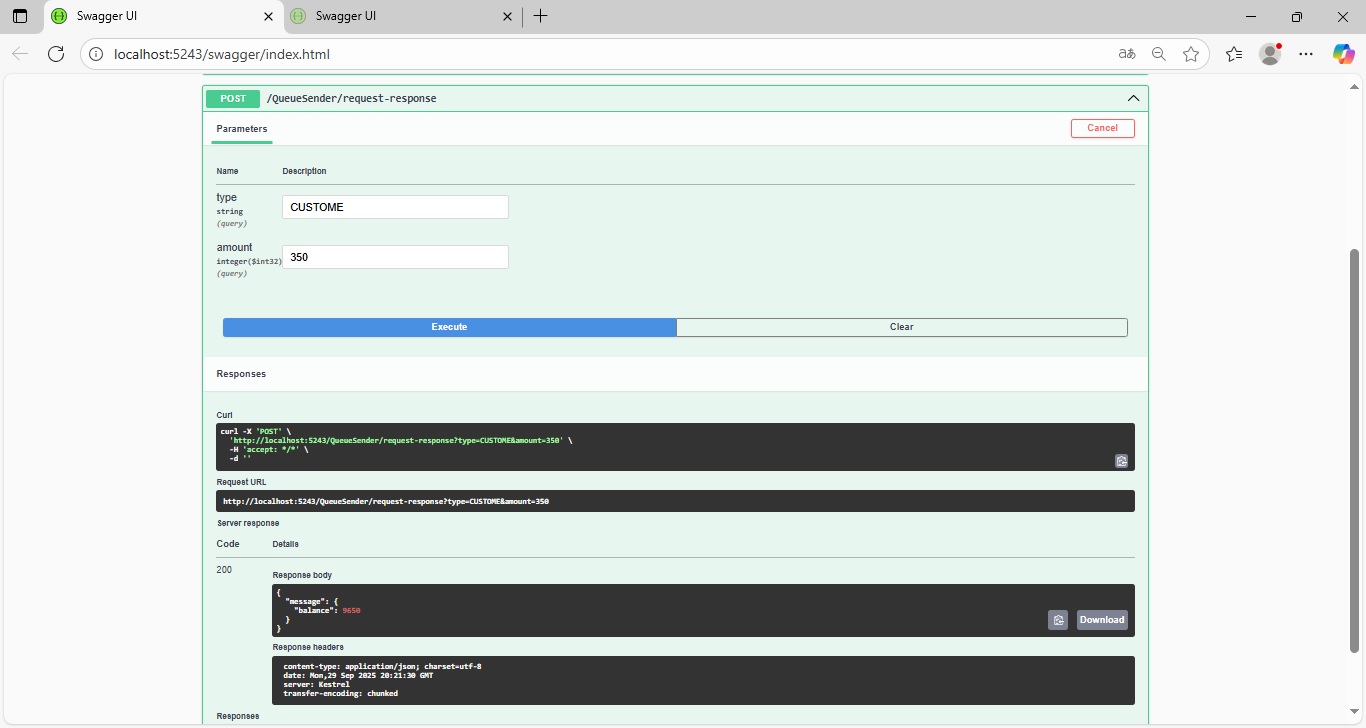 Swagger UI
Swagger UI
localhost:5243/swagger/index.html
POST /QueueSender/request-response
Parameters
Cancel
Name Description
type
string
(query)
CUSTOME
amount
integer($int32)
(query)
350
Execute Clear
Responses
Curl
curl -X 'POST' \
'http://localhost:5243/QueueSender/request-response?type=CUSTOME&amount=350' \
-H 'accept: */*' \
-d ''
Request URL
http://localhost:5243/QueueSender/request-response?type=CUSTOME&amount=350
Server response
Code Details
200
Response body
{
"message": {
"balance": 9650
}
}
Download
Response headers
content-type: application/json; charset=utf-8
date: Mon,29 Sep 2025 20:21:30 GMT
server: Kestrel
transfer-encoding: chunked
Responses